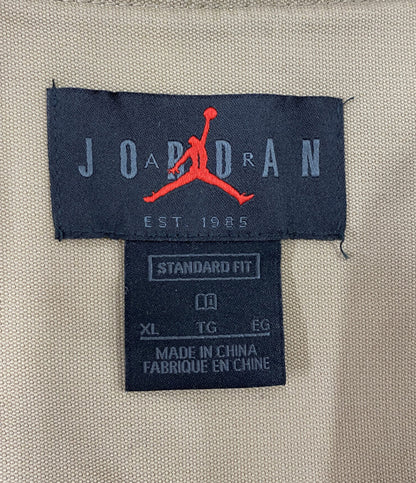 JORDAN
AIR
EST. 1985
STANDARD FIT
XL TG EG
MADE IN CHINA
FABRIQUE EN CHINE